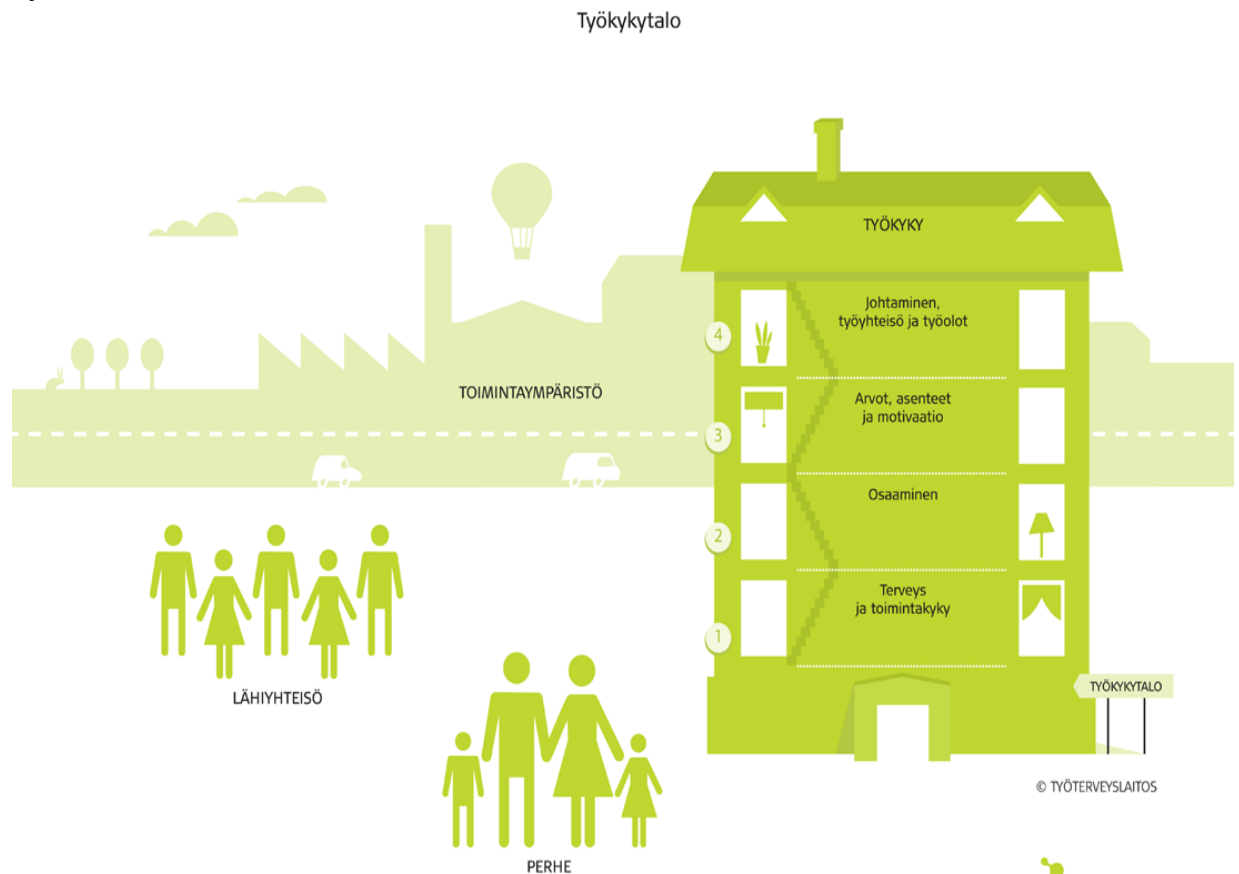 Työkykytalo
TYÖKYKY
4
Johtaminen,
työyhteisö ja työolot
TOIMINTAYMPÄRISTÖ
3
Arvot, asenteet
ja motivaatio
2
Osaaminen
1
Terveys
ja toimintakyky
LÄHIYHTEISÖ
TYÖKYKYTALO
© TYÖTERVEYSLAITOS
PERHE